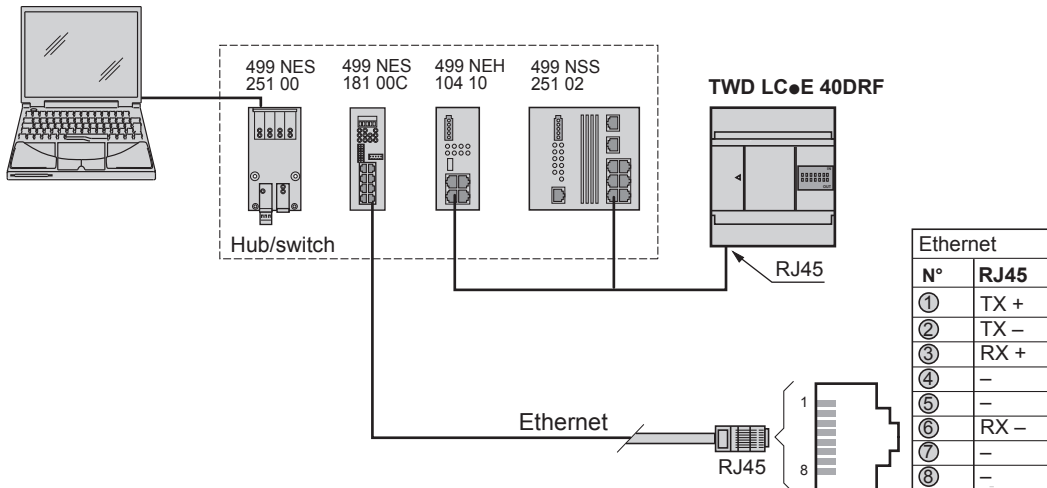 499 NES
251 00
499 NES
181 00C
499 NEH
104 10
499 NSS
251 02
TWD LC●E 40DRF
Hub/switch
RJ45
Ethernet
N° RJ45
1 TX +
2 TX –
3 RX +
4 –
5 –
6 RX –
7 –
8 –
Ethernet
RJ45
1
8